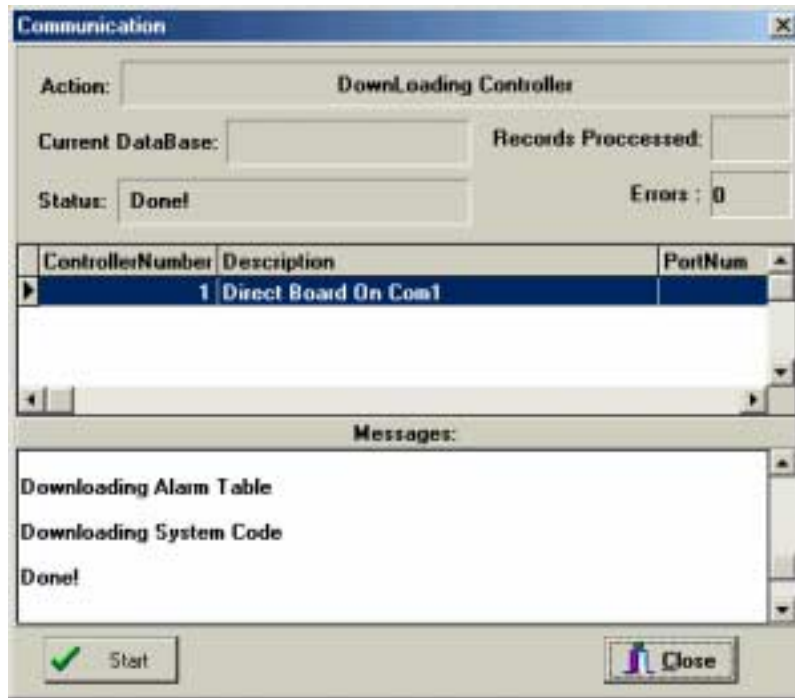 Communication
Action: DownLoading Controller
Current DataBase: Records Proccessed:
Status: Done! Errors : 0
ControllerNumber Description PortNum
1 Direct Board On Com1
Messages:
Downloading Alarm Table
Downloading System Code
Done!
Start Close